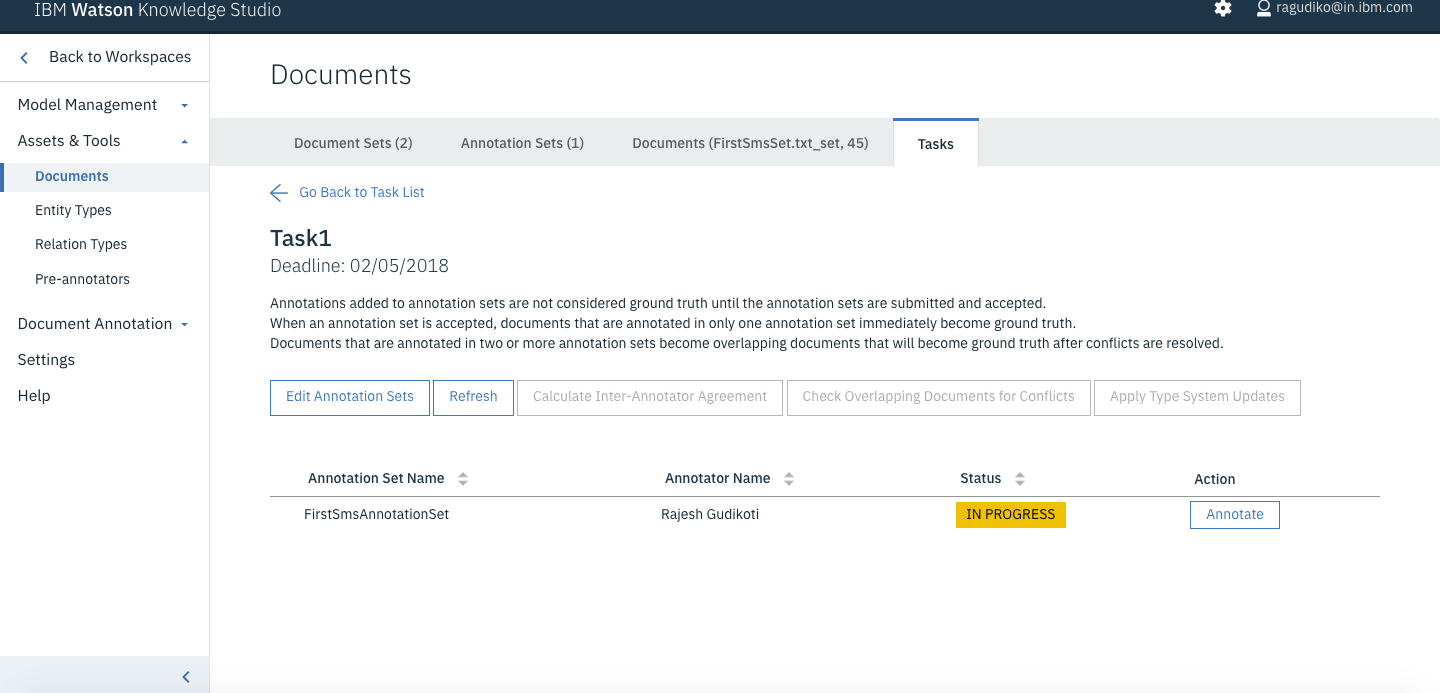 IBM Watson Knowledge Studio
ragudiko@in.ibm.com
Back to Workspaces
Model Management
Assets & Tools
Documents
Entity Types
Relation Types
Pre-annotators
Document Annotation
Settings
Help
Documents
Document Sets (2) Annotation Sets (1) Documents (FirstSmsSet.txt_set, 45) Tasks
Go Back to Task List
Task1
Deadline: 02/05/2018
Annotations added to annotation sets are not considered ground truth until the annotation sets are submitted and accepted.
When an annotation set is accepted, documents that are annotated in only one annotation set immediately become ground truth.
Documents that are annotated in two or more annotation sets become overlapping documents that will become ground truth after conflicts are resolved.
Edit Annotation Sets Refresh Calculate Inter-Annotator Agreement Check Overlapping Documents for Conflicts Apply Type System Updates
Annotation Set Name Annotator Name Status Action
FirstSmsAnnotationSet Rajesh Gudikoti IN PROGRESS Annotate